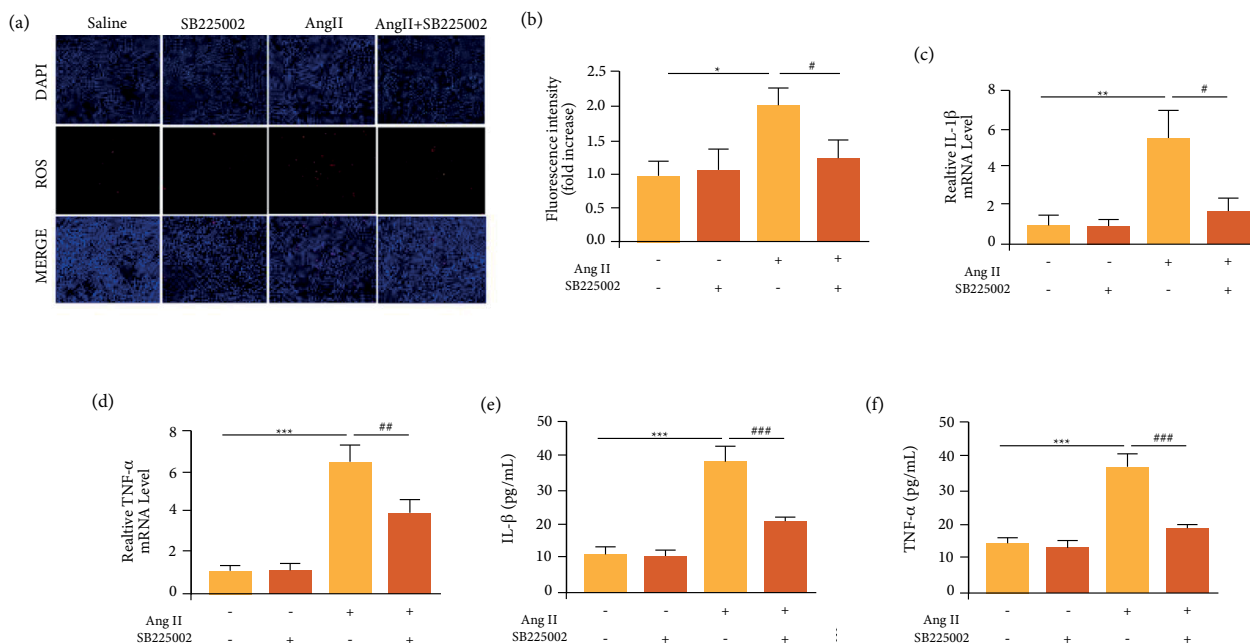 (a)
Saline SB225002 AngII AngII+SB225002
DAPI
ROS
MERGE
(b)
Fluorescence intensity
(fold increase)
2.5
2.0
1.5
1.0
0.5
0.0
* #
Ang II - - + +
SB225002 - + - +
(c)
Realtive IL-1β
mRNA Level
8
6
4
2
0
** #
Ang II - - + +
SB225002 - + - +
(d)
Realtive TNF-α
mRNA Level
8
6
4
2
0
*** ##
Ang II - - + +
SB225002 - + - +
(e)
IL-β (pg/mL)
50
40
30
20
10
0
*** ###
Ang II - - + +
SB225002 - + - +
(f)
TNF-α (pg/mL)
50
40
30
20
10
0
*** ###
Ang II - - + +
SB225002 - + - +